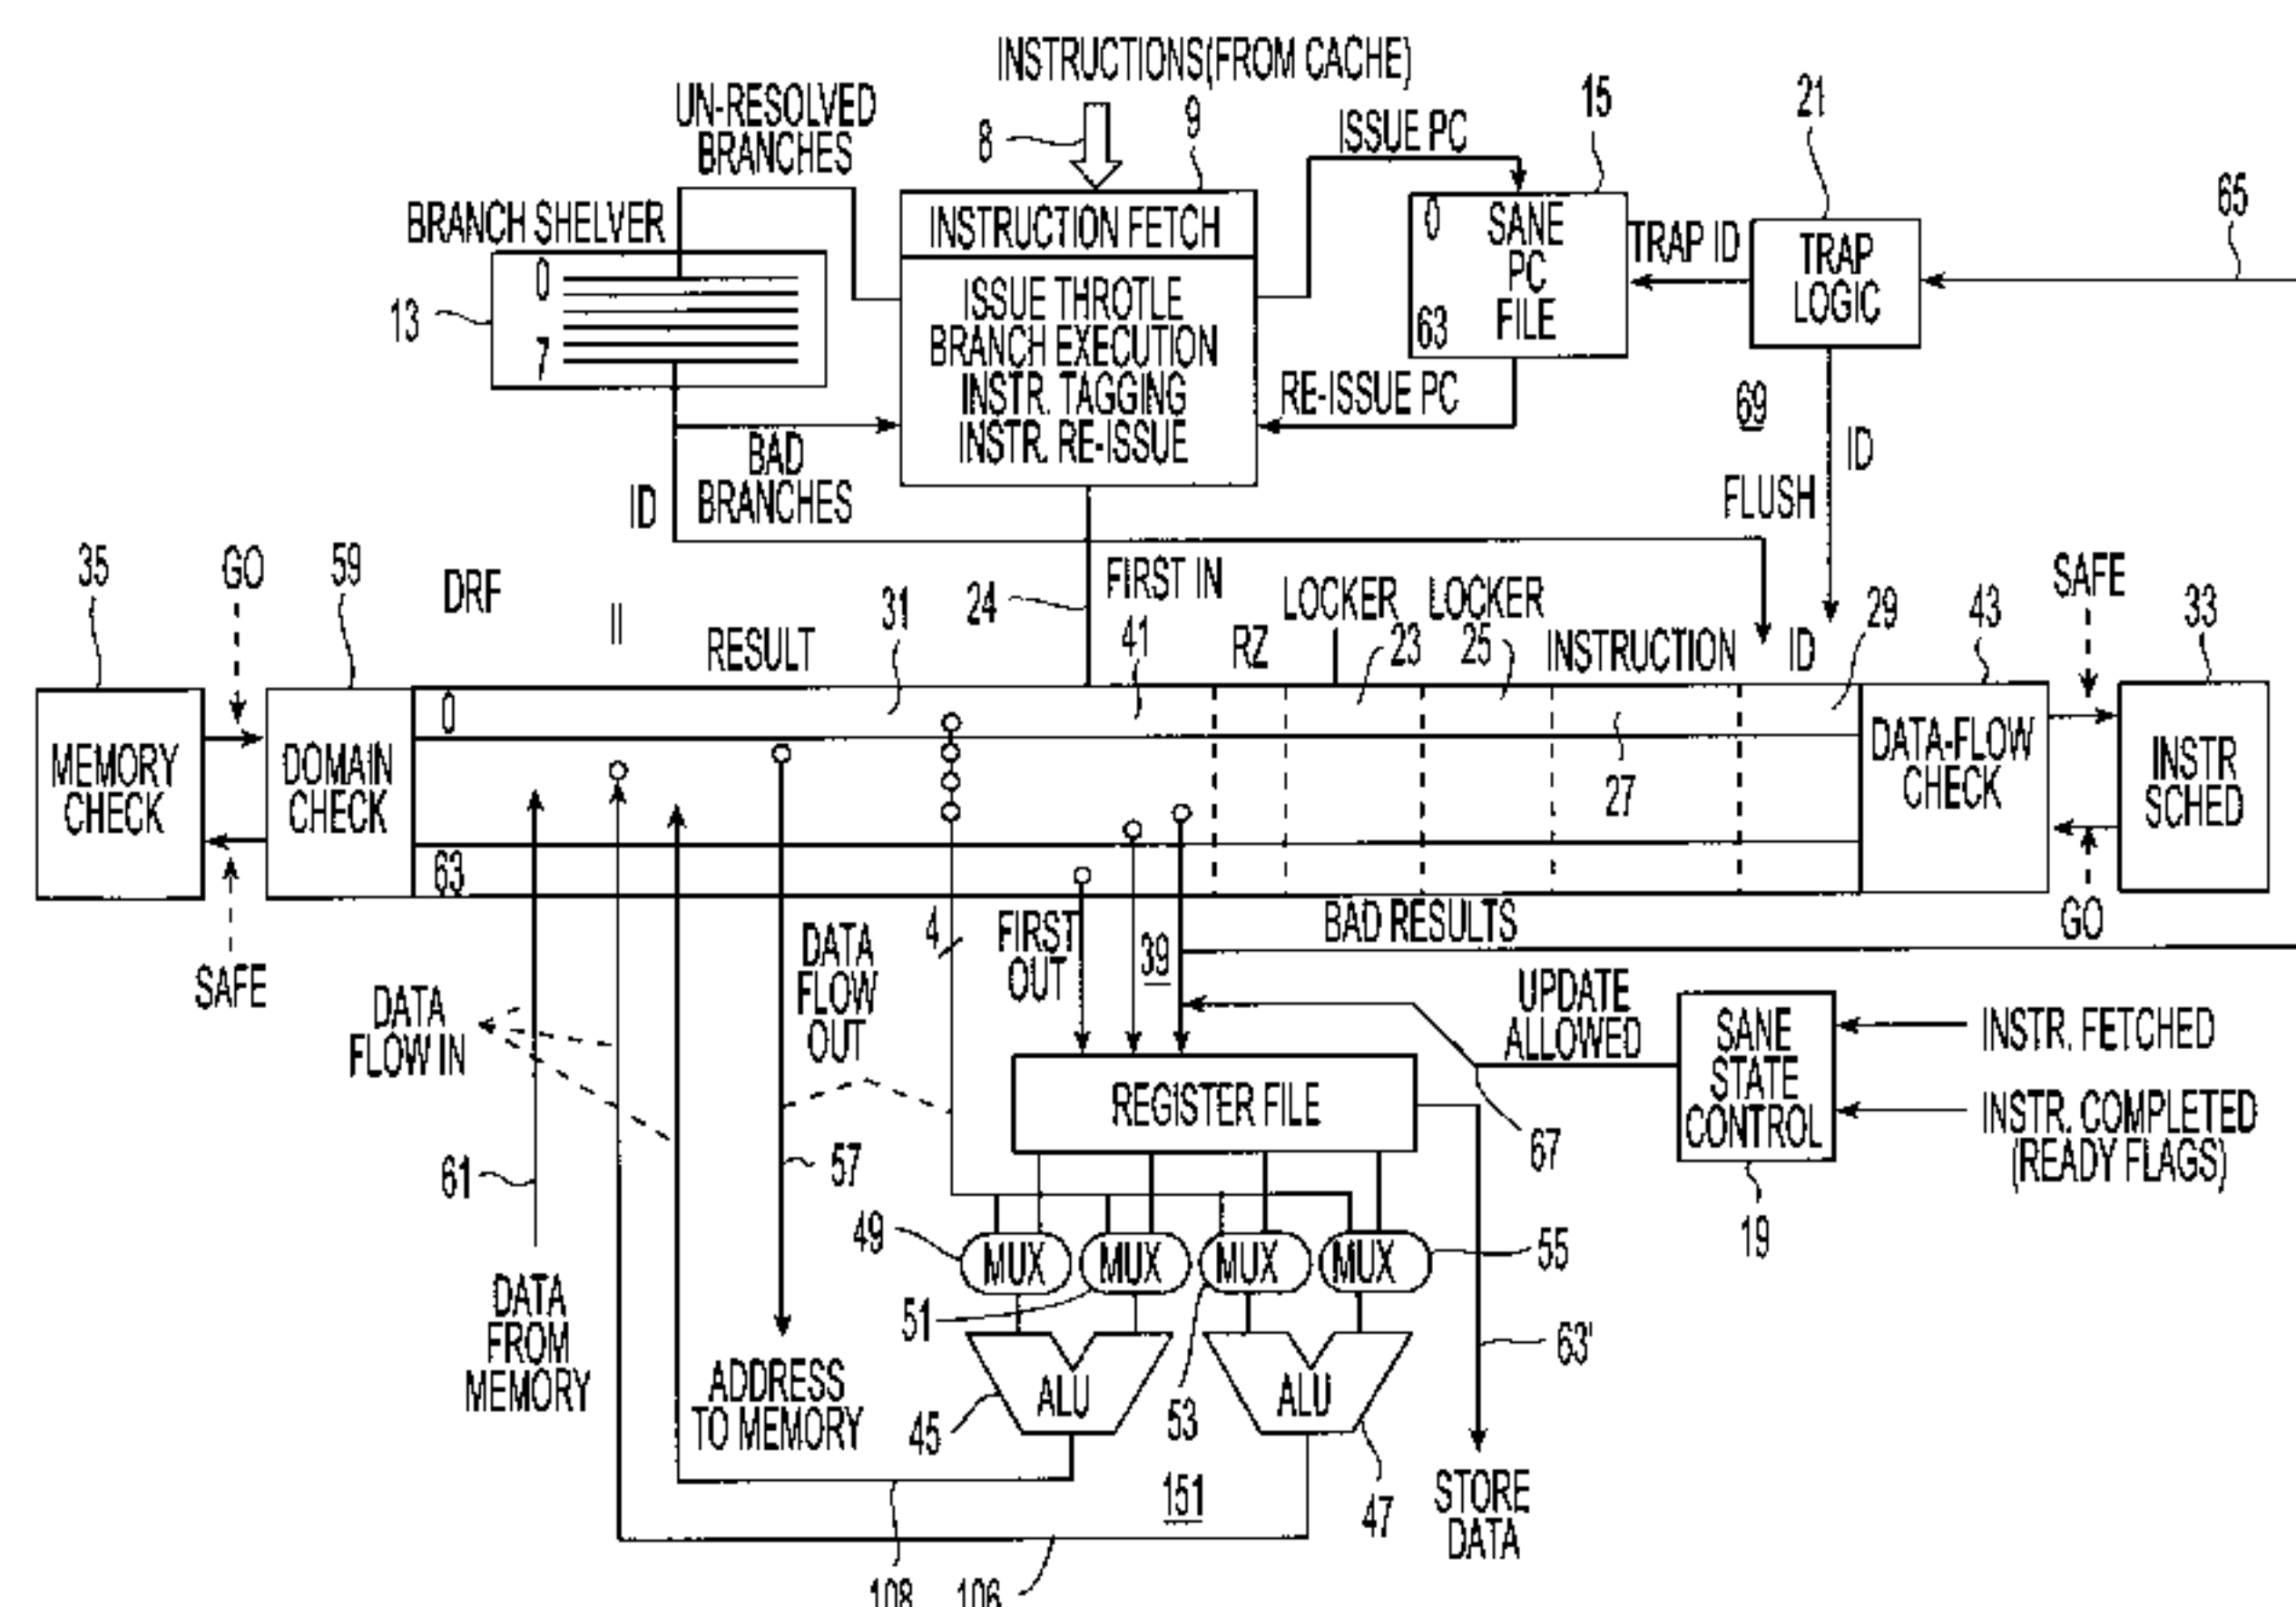 INSTRUCTIONS(FROM CACHE)
UN-RESOLVED
BRANCHES
8
9
ISSUE PC
15
21
65
BRANCH SHELVER
0
7
13
INSTRUCTION FETCH
ISSUE THROTLE
BRANCH EXECUTION
INSTR. TAGGING
INSTR. RE-ISSUE
0
63
SANE
PC
FILE
TRAP ID
TRAP
LOGIC
RE-ISSUE PC
69
ID
FLUSH
BAD
BRANCHES
ID
35
GO
59
DRF
11
RESULT
31
24
FIRST IN
41
RZ
LOCKER
23
LOCKER
25
INSTRUCTION
ID
29
43
SAFE
33
MEMORY
CHECK
DOMAIN
CHECK
0
63
27
DATA-FLOW
CHECK
INSTR
SCHED
SAFE
GO
DATA
FLOW IN
DATA
FLOW
OUT
4
FIRST
OUT
39
BAD RESULTS
UPDATE
ALLOWED
SANE
STATE
CONTROL
INSTR. FETCHED
INSTR. COMPLETED
(READY FLAGS)
REGISTER FILE
61
57
67
19
49
MUX
MUX
MUX
MUX
55
51
53
DATA
FROM
MEMORY
ADDRESS
TO MEMORY
45
ALU
ALU
47
63'
STORE
DATA
151
108
106